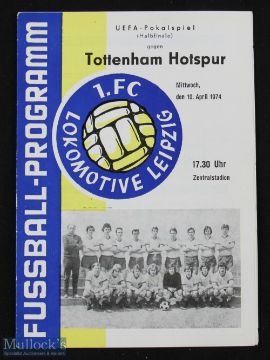 UEFA-Pokalspiel
(Halbfinale)
gegen
Tottenham Hotspur
Mittwoch,
den 10. April 1974
1. FC
LOKOMOTIVE LEIPZIG
17.30 Uhr
Zentralstadion
FUSSBALL-PROGRAMM
Mullock's